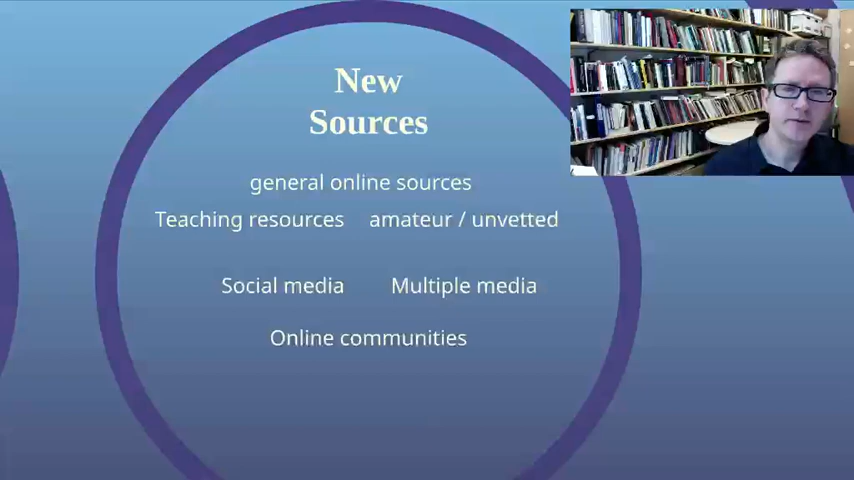 New
Sources
general online sources
Teaching resources amateur / unvetted
Social media Multiple media
Online communities